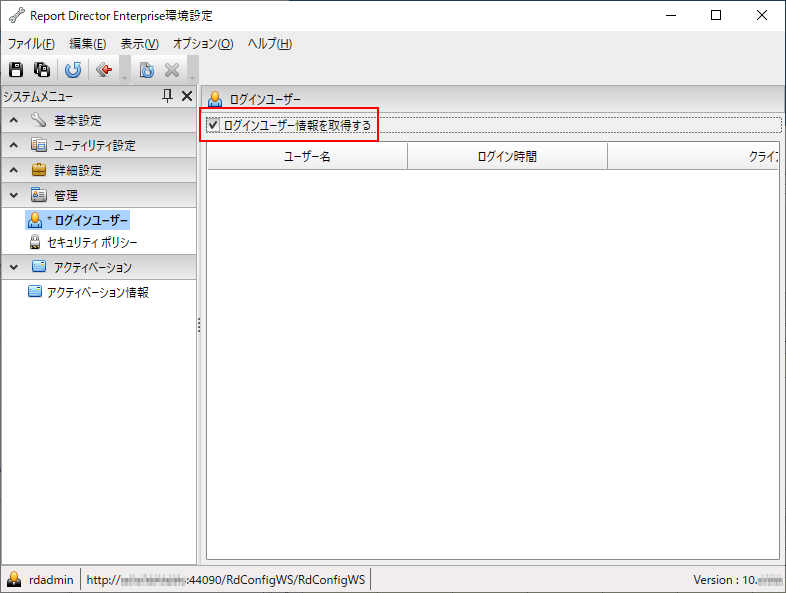 Report Director Enterprise環境設定
ファイル(F) 編集(E) 表示(V) オプション(O) ヘルプ(H)
システムメニュー
基本設定
ユーティリティ設定
詳細設定
管理
* ログインユーザー
セキュリティ ポリシー
アクティベーション
アクティベーション情報
ログインユーザー
ログインユーザー情報を取得する
ユーザー名 ログイン時間 クライ
rdadmin http:// :44090/RdConfigWS/RdConfigWS Version : 10.